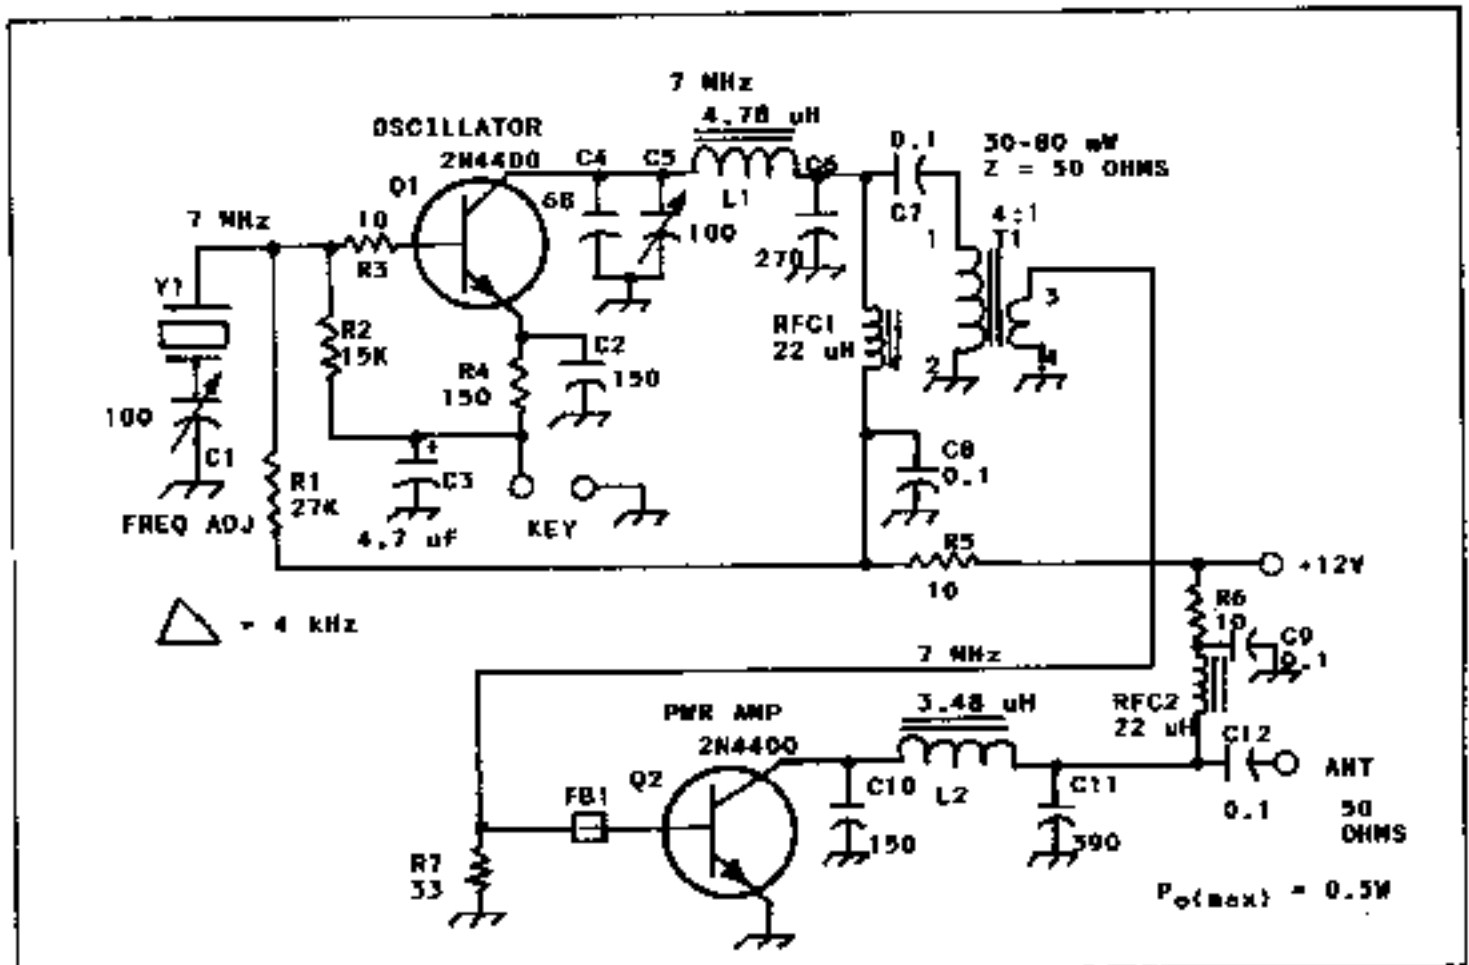 7 MHz
4.78 uH
OSCILLATOR
2N4400
Q1
C4
C5
L1
C6
0.1
C7
30-80 mW
Z = 50 OHMS
68
100
270
4:1
T1
1
2
3
4
7 MHz
10
R3
Y1
R2
15K
100
C1
FREQ ADJ
R1
27K
R4
150
C2
150
C3
4.7 uf
KEY
RFC1
22 uH
C8
0.1
R5
10
+12V
= 4 kHz
R6
10
C9
0.1
7 MHz
RFC2
22 uH
PWR AMP
2N4400
Q2
3.48 uH
L2
C10
150
C11
390
C12
0.1
ANT
50
OHMS
FB1
R7
33
Po(max) = 0.5W